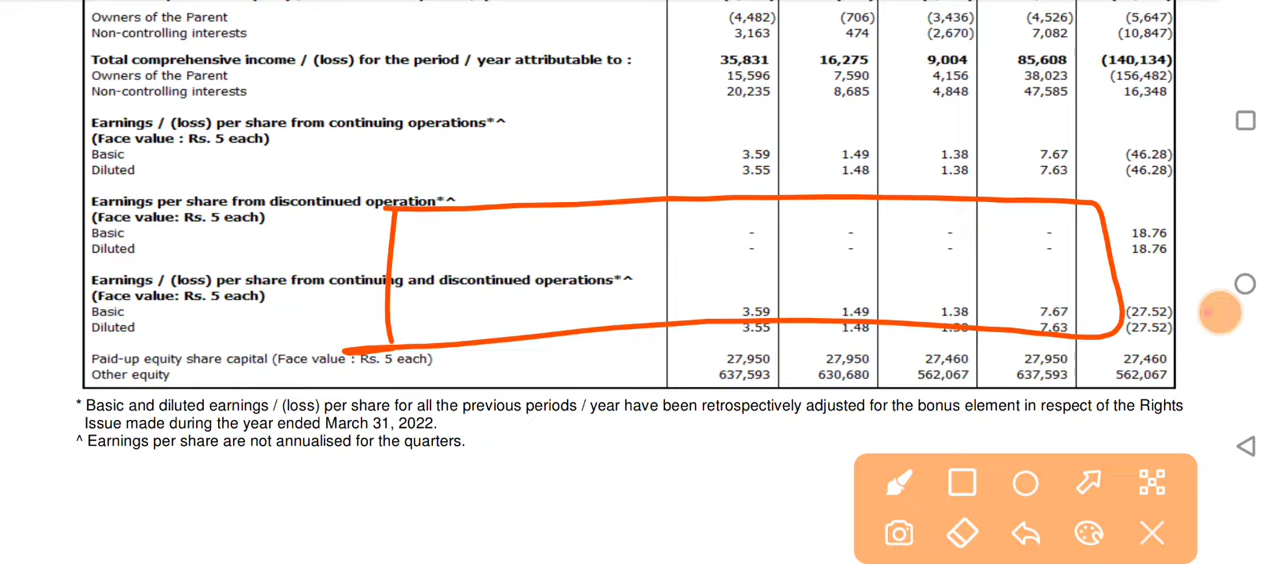 Owners of the Parent (4,482) (706) (3,436) (4,526) (5,647)
Non-controlling interests 3,163 474 (2,670) 7,082 (10,847)
Total comprehensive income / (loss) for the period / year attributable to : 35,831 16,275 9,004 85,608 (140,134)
Owners of the Parent 15,596 7,590 4,156 38,023 (156,482)
Non-controlling interests 20,235 8,685 4,848 47,585 16,348
Earnings / (loss) per share from continuing operations*^
(Face value : Rs. 5 each)
Basic 3.59 1.49 1.38 7.67 (46.28)
Diluted 3.55 1.48 1.38 7.63 (46.28)
Earnings per share from discontinued operation*^
(Face value: Rs. 5 each)
Basic - - - - 18.76
Diluted - - - - 18.76
Earnings / (loss) per share from continuing and discontinued operations*^
(Face value: Rs. 5 each)
Basic 3.59 1.49 1.38 7.67 (27.52)
Diluted 3.55 1.48 1.38 7.63 (27.52)
Paid-up equity share capital (Face value : Rs. 5 each) 27,950 27,950 27,460 27,950 27,460
Other equity 637,593 630,680 562,067 637,593 562,067
* Basic and diluted earnings / (loss) per share for all the previous periods / year have been retrospectively adjusted for the bonus element in respect of the Rights
Issue made during the year ended March 31, 2022.
^ Earnings per share are not annualised for the quarters.